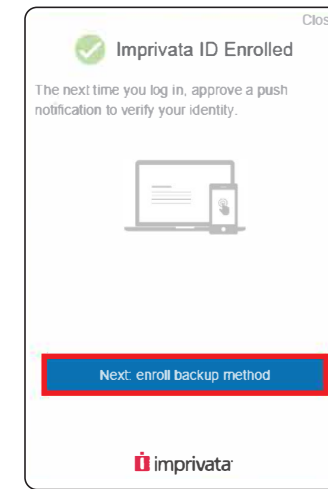 Clos
Imprivata ID Enrolled
The next time you log in, approve a push
notification to verify your identity.
Next: enroll backup method
imprivata